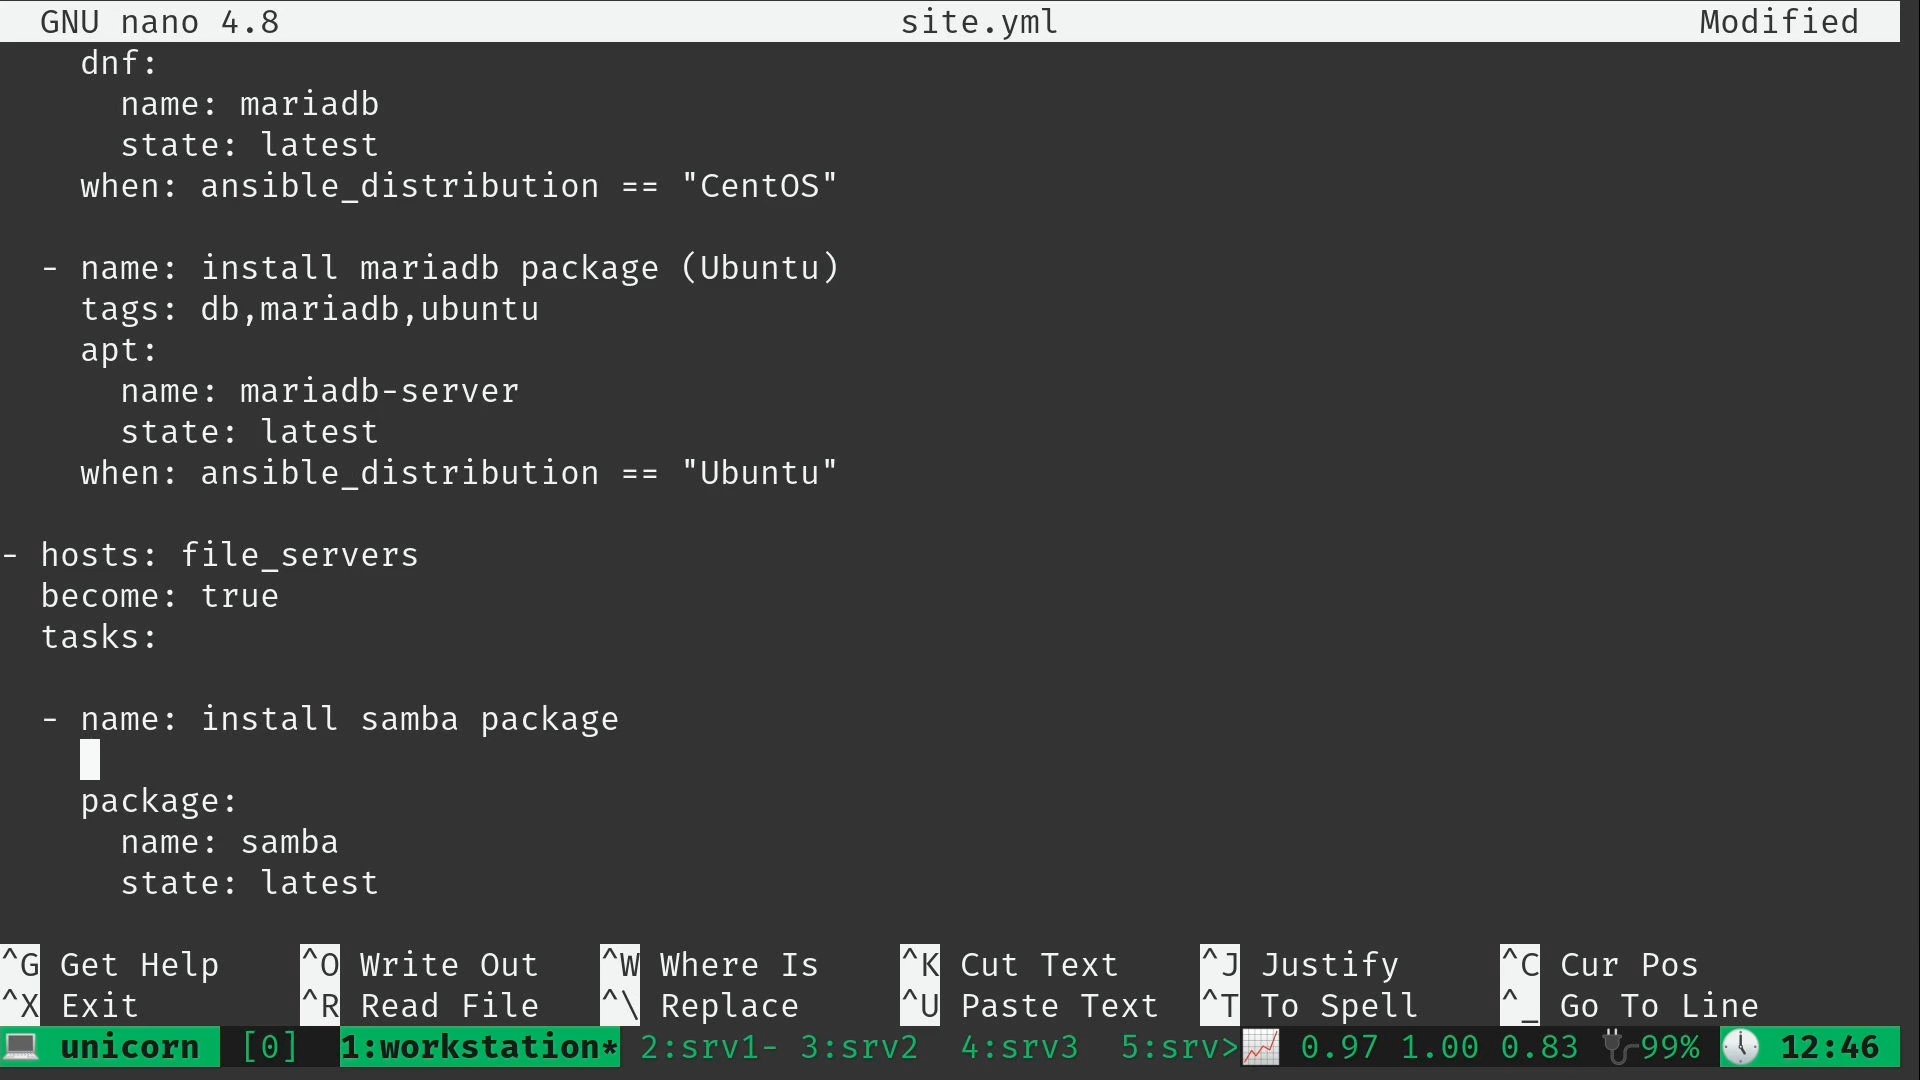 GNU nano 4.8 site.yml Modified
    dnf:
      name: mariadb
      state: latest
    when: ansible_distribution == "CentOS"

  - name: install mariadb package (Ubuntu)
    tags: db,mariadb,ubuntu
    apt:
      name: mariadb-server
      state: latest
    when: ansible_distribution == "Ubuntu"

- hosts: file_servers
  become: true
  tasks:

  - name: install samba package

    package:
      name: samba
      state: latest

^G Get Help ^O Write Out ^W Where Is ^K Cut Text ^J Justify ^C Cur Pos
^X Exit ^R Read File ^\ Replace ^U Paste Text ^T To Spell ^_ Go To Line
unicorn [0] 1:workstation* 2:srv1- 3:srv2 4:srv3 5:srv> 0.97 1.00 0.83 99% 12:46